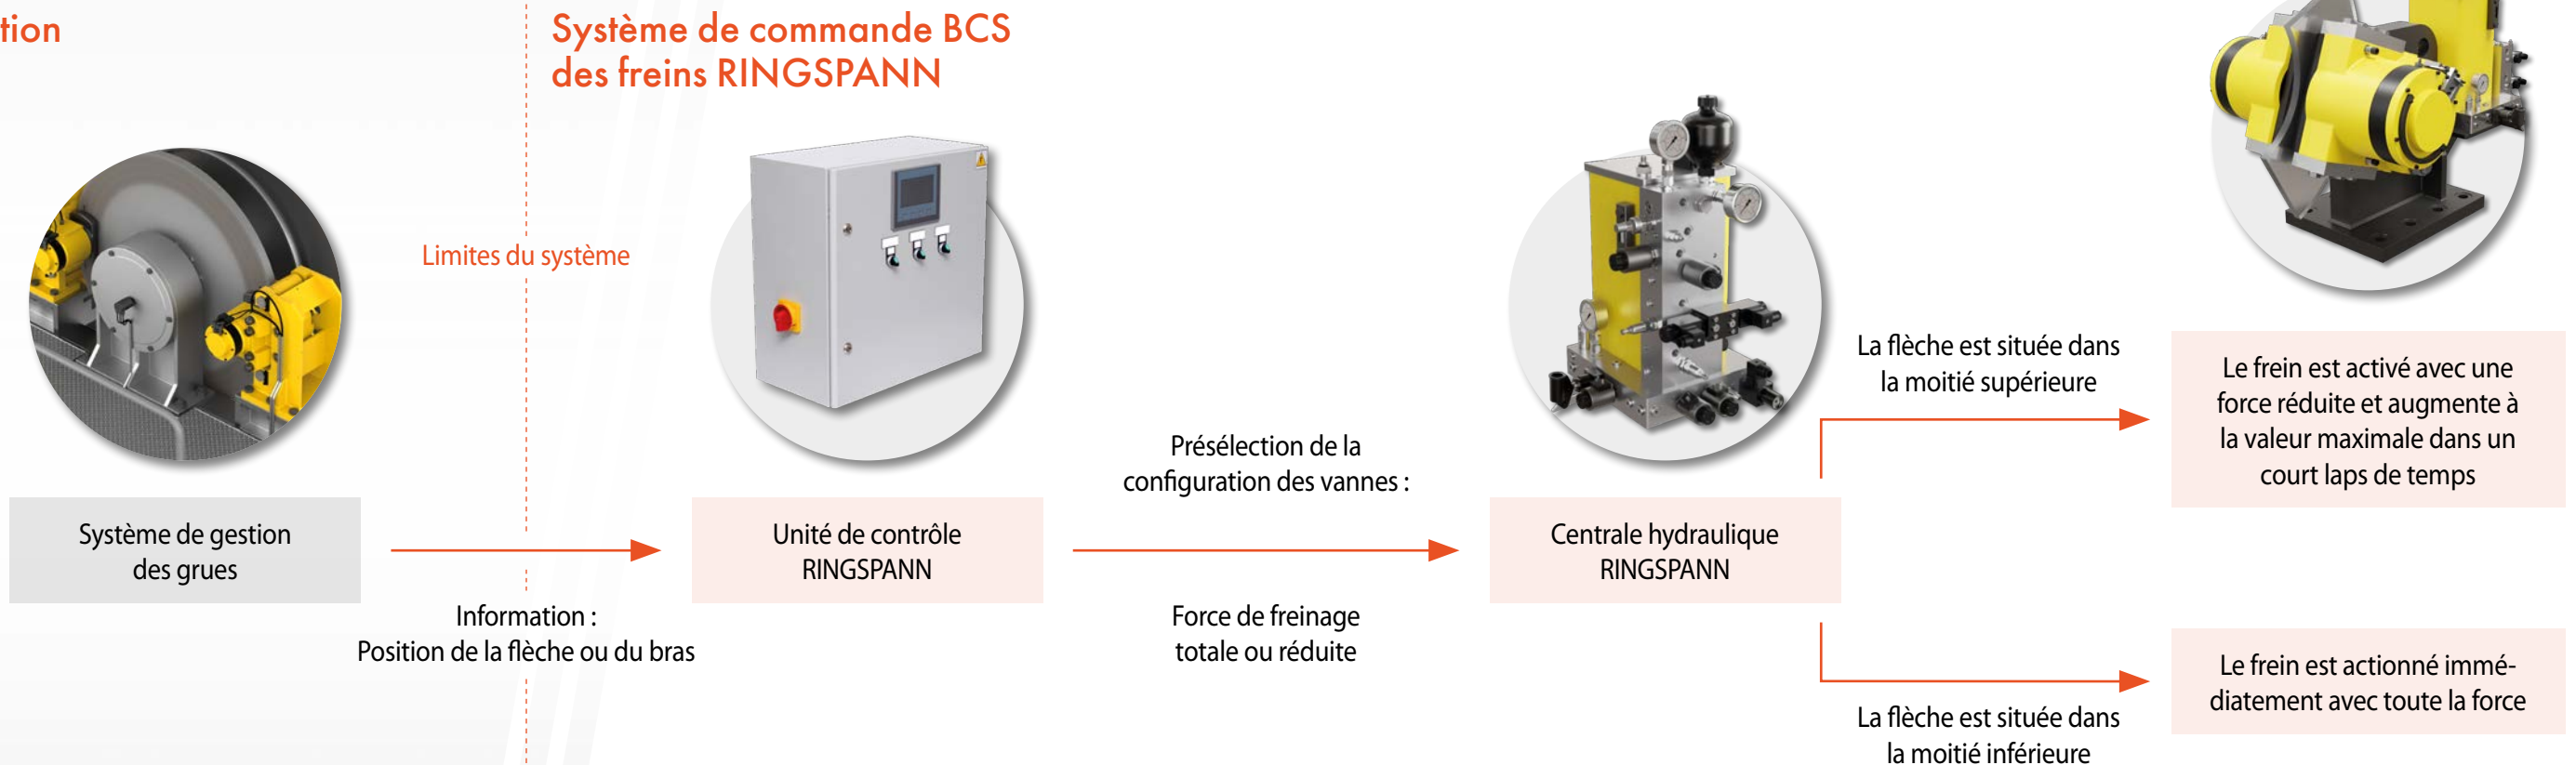 tion
Système de commande BCS
des freins RINGSPANN
Limites du système
Système de gestion
des grues
Information :
Position de la flèche ou du bras
Unité de contrôle
RINGSPANN
Présélection de la
configuration des vannes :
Force de freinage
totale ou réduite
Centrale hydraulique
RINGSPANN
La flèche est située dans
la moitié supérieure
Le frein est activé avec une
force réduite et augmente à
la valeur maximale dans un
court laps de temps
La flèche est située dans
la moitié inférieure
Le frein est actionné immé-
diatement avec toute la force